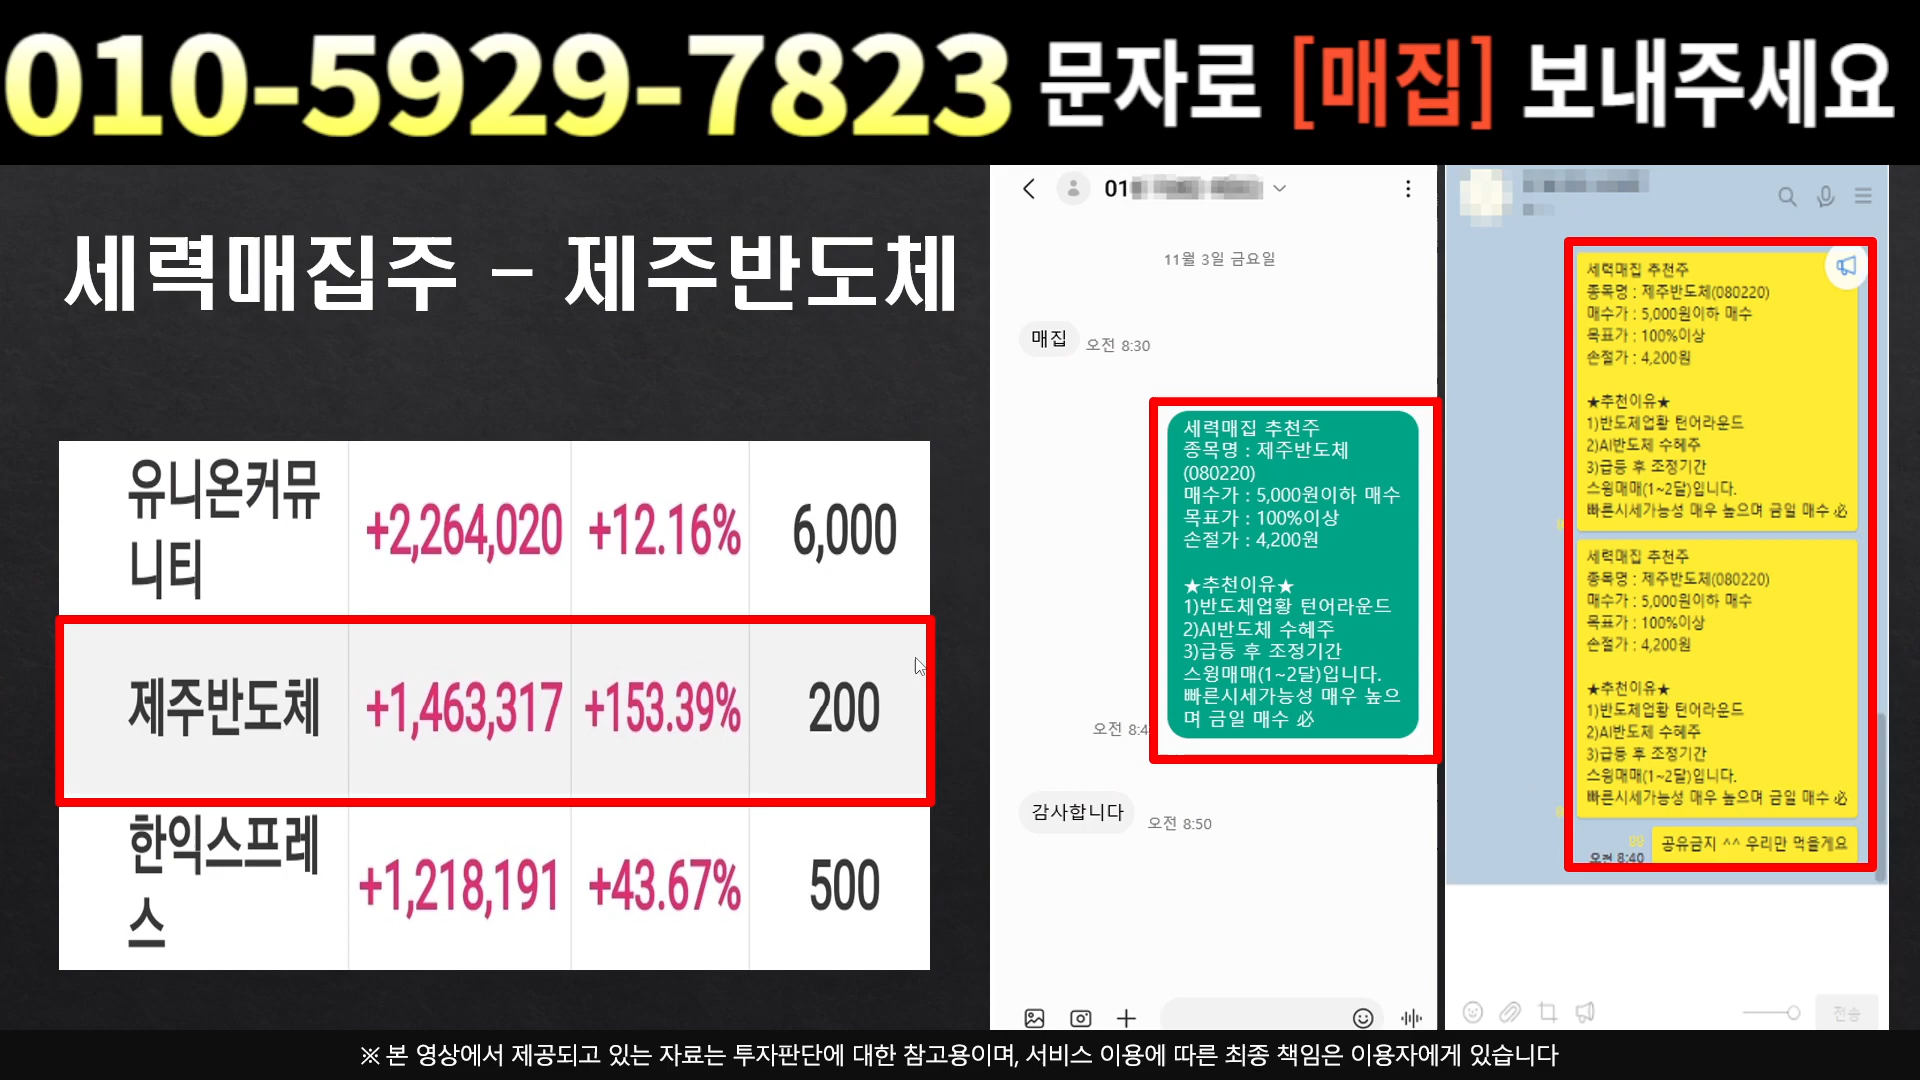 010-5929-7823 문자로 [매집] 보내주세요
세력매집주 - 제주반도체
유니온커뮤
니티
+2,264,020 +12.16% 6,000
제주반도체 +1,463,317 +153.39% 200
한익스프레
스
+1,218,191 +43.67% 500
01
11월 3일 금요일
매집 오전 8:30
세력매집 추천주
종목명 : 제주반도체
(080220)
매수가 : 5,000원이하 매수
목표가 : 100%이상
손절가 : 4,200원
★추천이유★
1)반도체업황 턴어라운드
2)AI반도체 수혜주
3)급등 후 조정기간
스윙매매(1~2달)입니다.
빠른시세가능성 매우 높으
며 금일 매수 必
오전 8:4
감사합니다 오전 8:50
세력매집 추천주
종목명 : 제주반도체(080220)
매수가 : 5,000원이하 매수
목표가 : 100%이상
손절가 : 4,200원
★추천이유★
1)반도체업황 턴어라운드
2)AI반도체 수혜주
3)급등 후 조정기간
스윙매매(1~2달)입니다.
빠른시세가능성 매우 높으며 금일 매수 必
세력매집 추천주
종목명 : 제주반도체(080220)
매수가 : 5,000원이하 매수
목표가 : 100%이상
손절가 : 4,200원
★추천이유★
1)반도체업황 턴어라운드
2)AI반도체 수혜주
3)급등 후 조정기간
스윙매매(1~2달)입니다.
빠른시세가능성 매우 높으며 금일 매수 必
오전 8:40 공유금지 ^^ 우리만 먹을게요
전송
※ 본 영상에서 제공되고 있는 자료는 투자판단에 대한 참고용이며, 서비스 이용에 따른 최종 책임은 이용자에게 있습니다